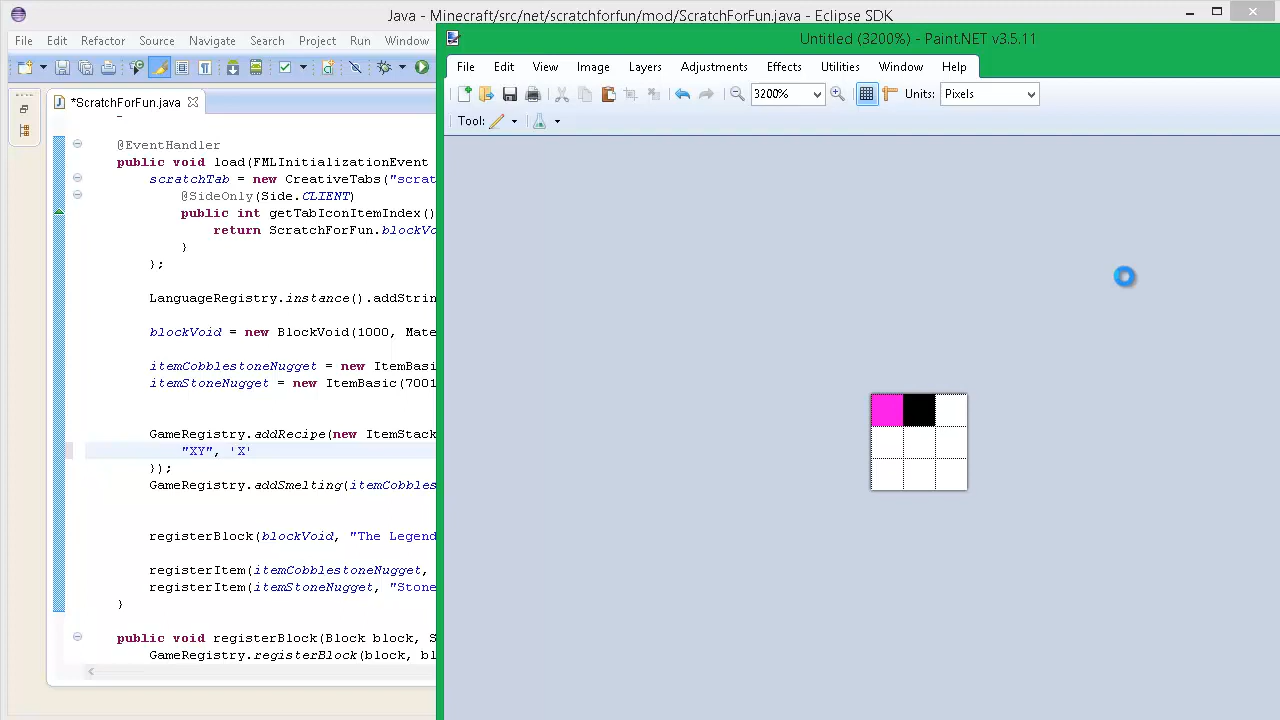 Java - Minecraft/src/net/scratchforfun/mod/ScratchForFun.java - Eclipse SDK
File Edit Refactor Source Navigate Search Project Run Window
*ScratchForFun.java
@EventHandler
public void load(FMLInitializationEvent
scratchTab = new CreativeTabs("scrat
@SideOnly(Side.CLIENT)
public int getTabIconItemIndex()
return ScratchForFun.blockVo
}
};
LanguageRegistry.instance().addStrin
blockVoid = new BlockVoid(1000, Mate
itemCobblestoneNugget = new ItemBasi
itemStoneNugget = new ItemBasic(7001
GameRegistry.addRecipe(new ItemStack
"XY", 'X'
});
GameRegistry.addSmelting(itemCobbles
registerBlock(blockVoid, "The Legend
registerItem(itemCobblestoneNugget,
registerItem(itemStoneNugget, "Stone
}
public void registerBlock(Block block, S
GameRegistry.registerBlock(block, bl
Untitled (3200%) - Paint.NET v3.5.11
File Edit View Image Layers Adjustments Effects Utilities Window Help
3200% Units: Pixels
Tool: